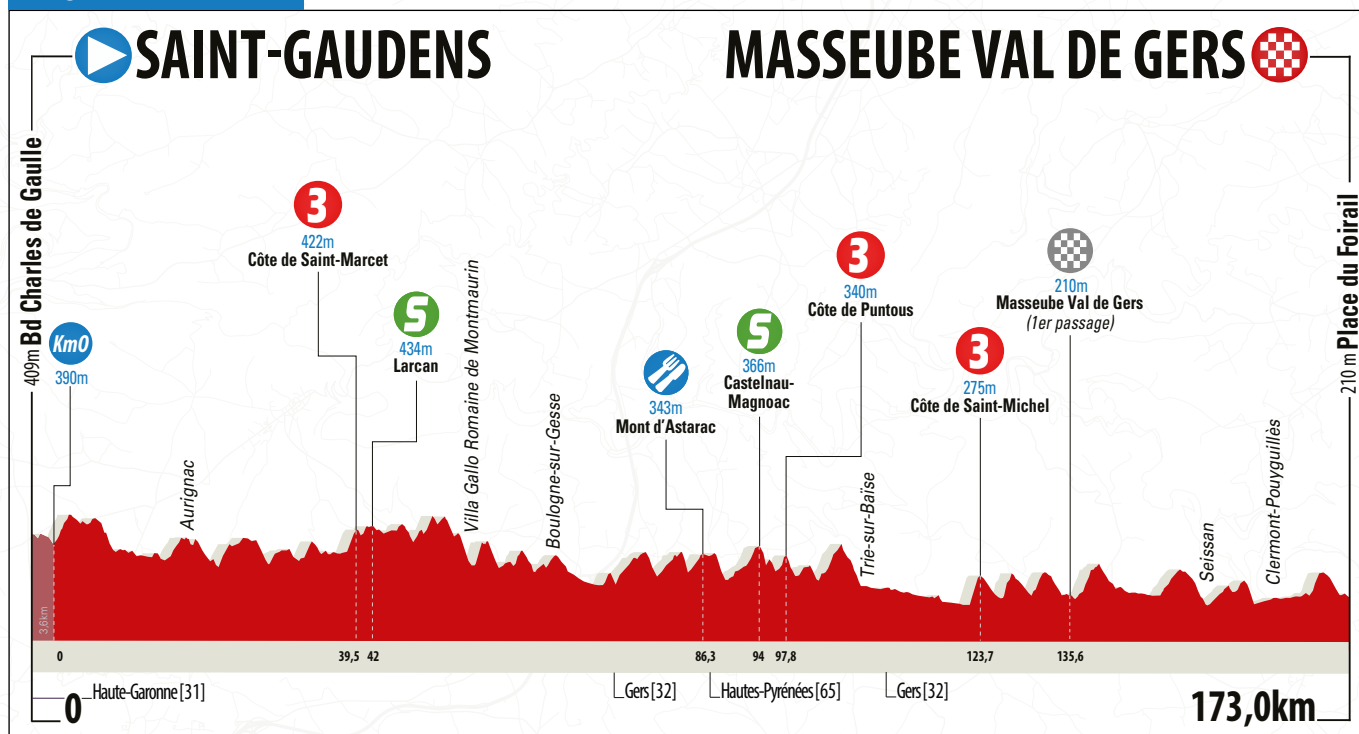 SAINT-GAUDENS
MASSEUBE VAL DE GERS
409m Bd Charles de Gaulle
Km0
390m
Aurignac
3
422m
Côte de Saint-Marcet
S
434m
Larcan
Villa Gallo Romaine de Montmaurin
Boulogne-sur-Gesse
343m
Mont d'Astarac
S
366m
Castelnau-
Magnoac
3
340m
Côte de Puntous
Trie-sur-Baïse
3
275m
Côte de Saint-Michel
210m
Masseube Val de Gers
(1er passage)
Seissan
Clermont-Pouyguillès
210 m Place du Foirail
3,6km
0
39,5
42
86,3
94
97,8
123,7
135,6
Haute-Garonne [31]
Gers [32]
Hautes-Pyrénées [65]
Gers [32]
0
173,0km